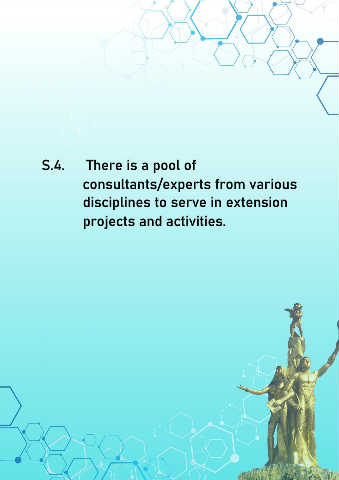 S.4. There is a pool of
consultants/experts from various
disciplines to serve in extension
projects and activities.